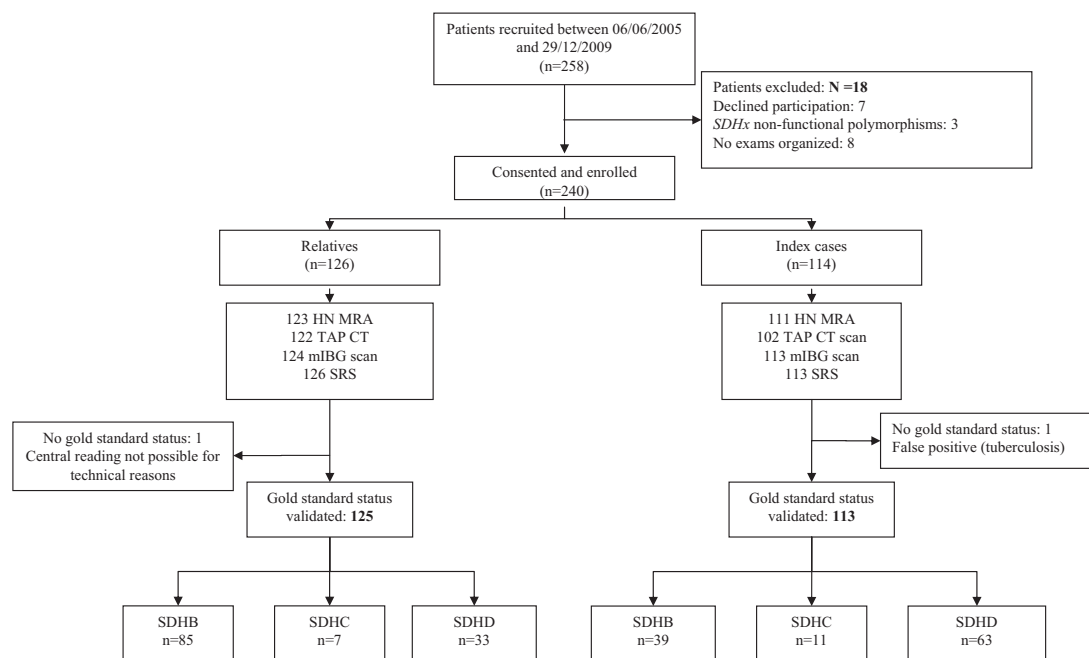 Patients recruited between 06/06/2005
and 29/12/2009
(n=258)
Patients excluded: N =18
Declined participation: 7
SDHx non-functional polymorphisms: 3
No exams organized: 8
Consented and enrolled
(n=240)
Relatives
(n=126)
Index cases
(n=114)
123 HN MRA
122 TAP CT
124 mIBG scan
126 SRS
111 HN MRA
102 TAP CT scan
113 mIBG scan
113 SRS
No gold standard status: 1
Central reading not possible for
technical reasons
No gold standard status: 1
False positive (tuberculosis)
Gold standard status
validated: 125
Gold standard status
validated: 113
SDHB
n=85
SDHC
n=7
SDHD
n=33
SDHB
n=39
SDHC
n=11
SDHD
n=63